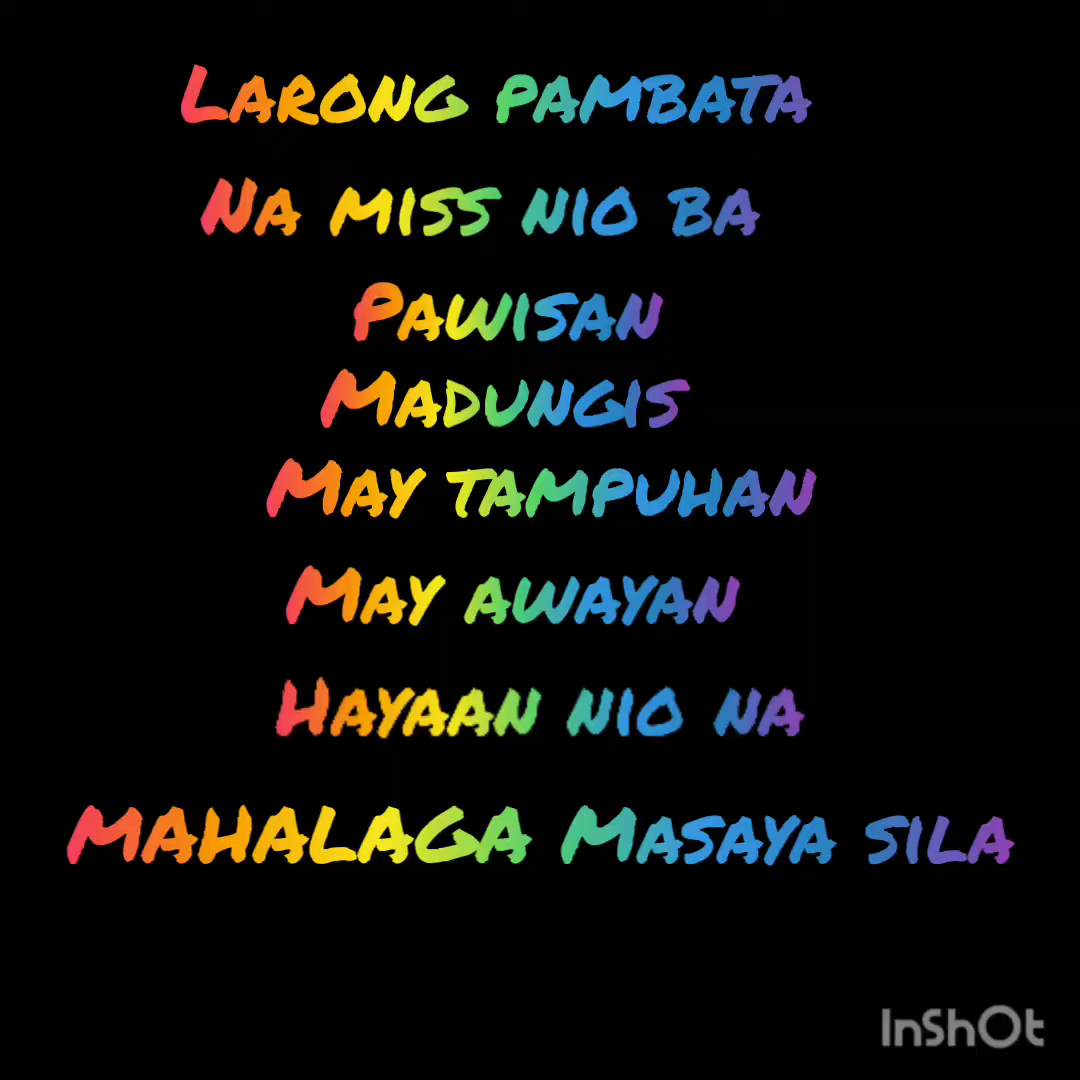 Larong pambata
Na miss nio ba
Pawisan
Madungis
May tampuhan
May awayan
Hayaan nio na
MAHALAGA Masaya sila
InShOt